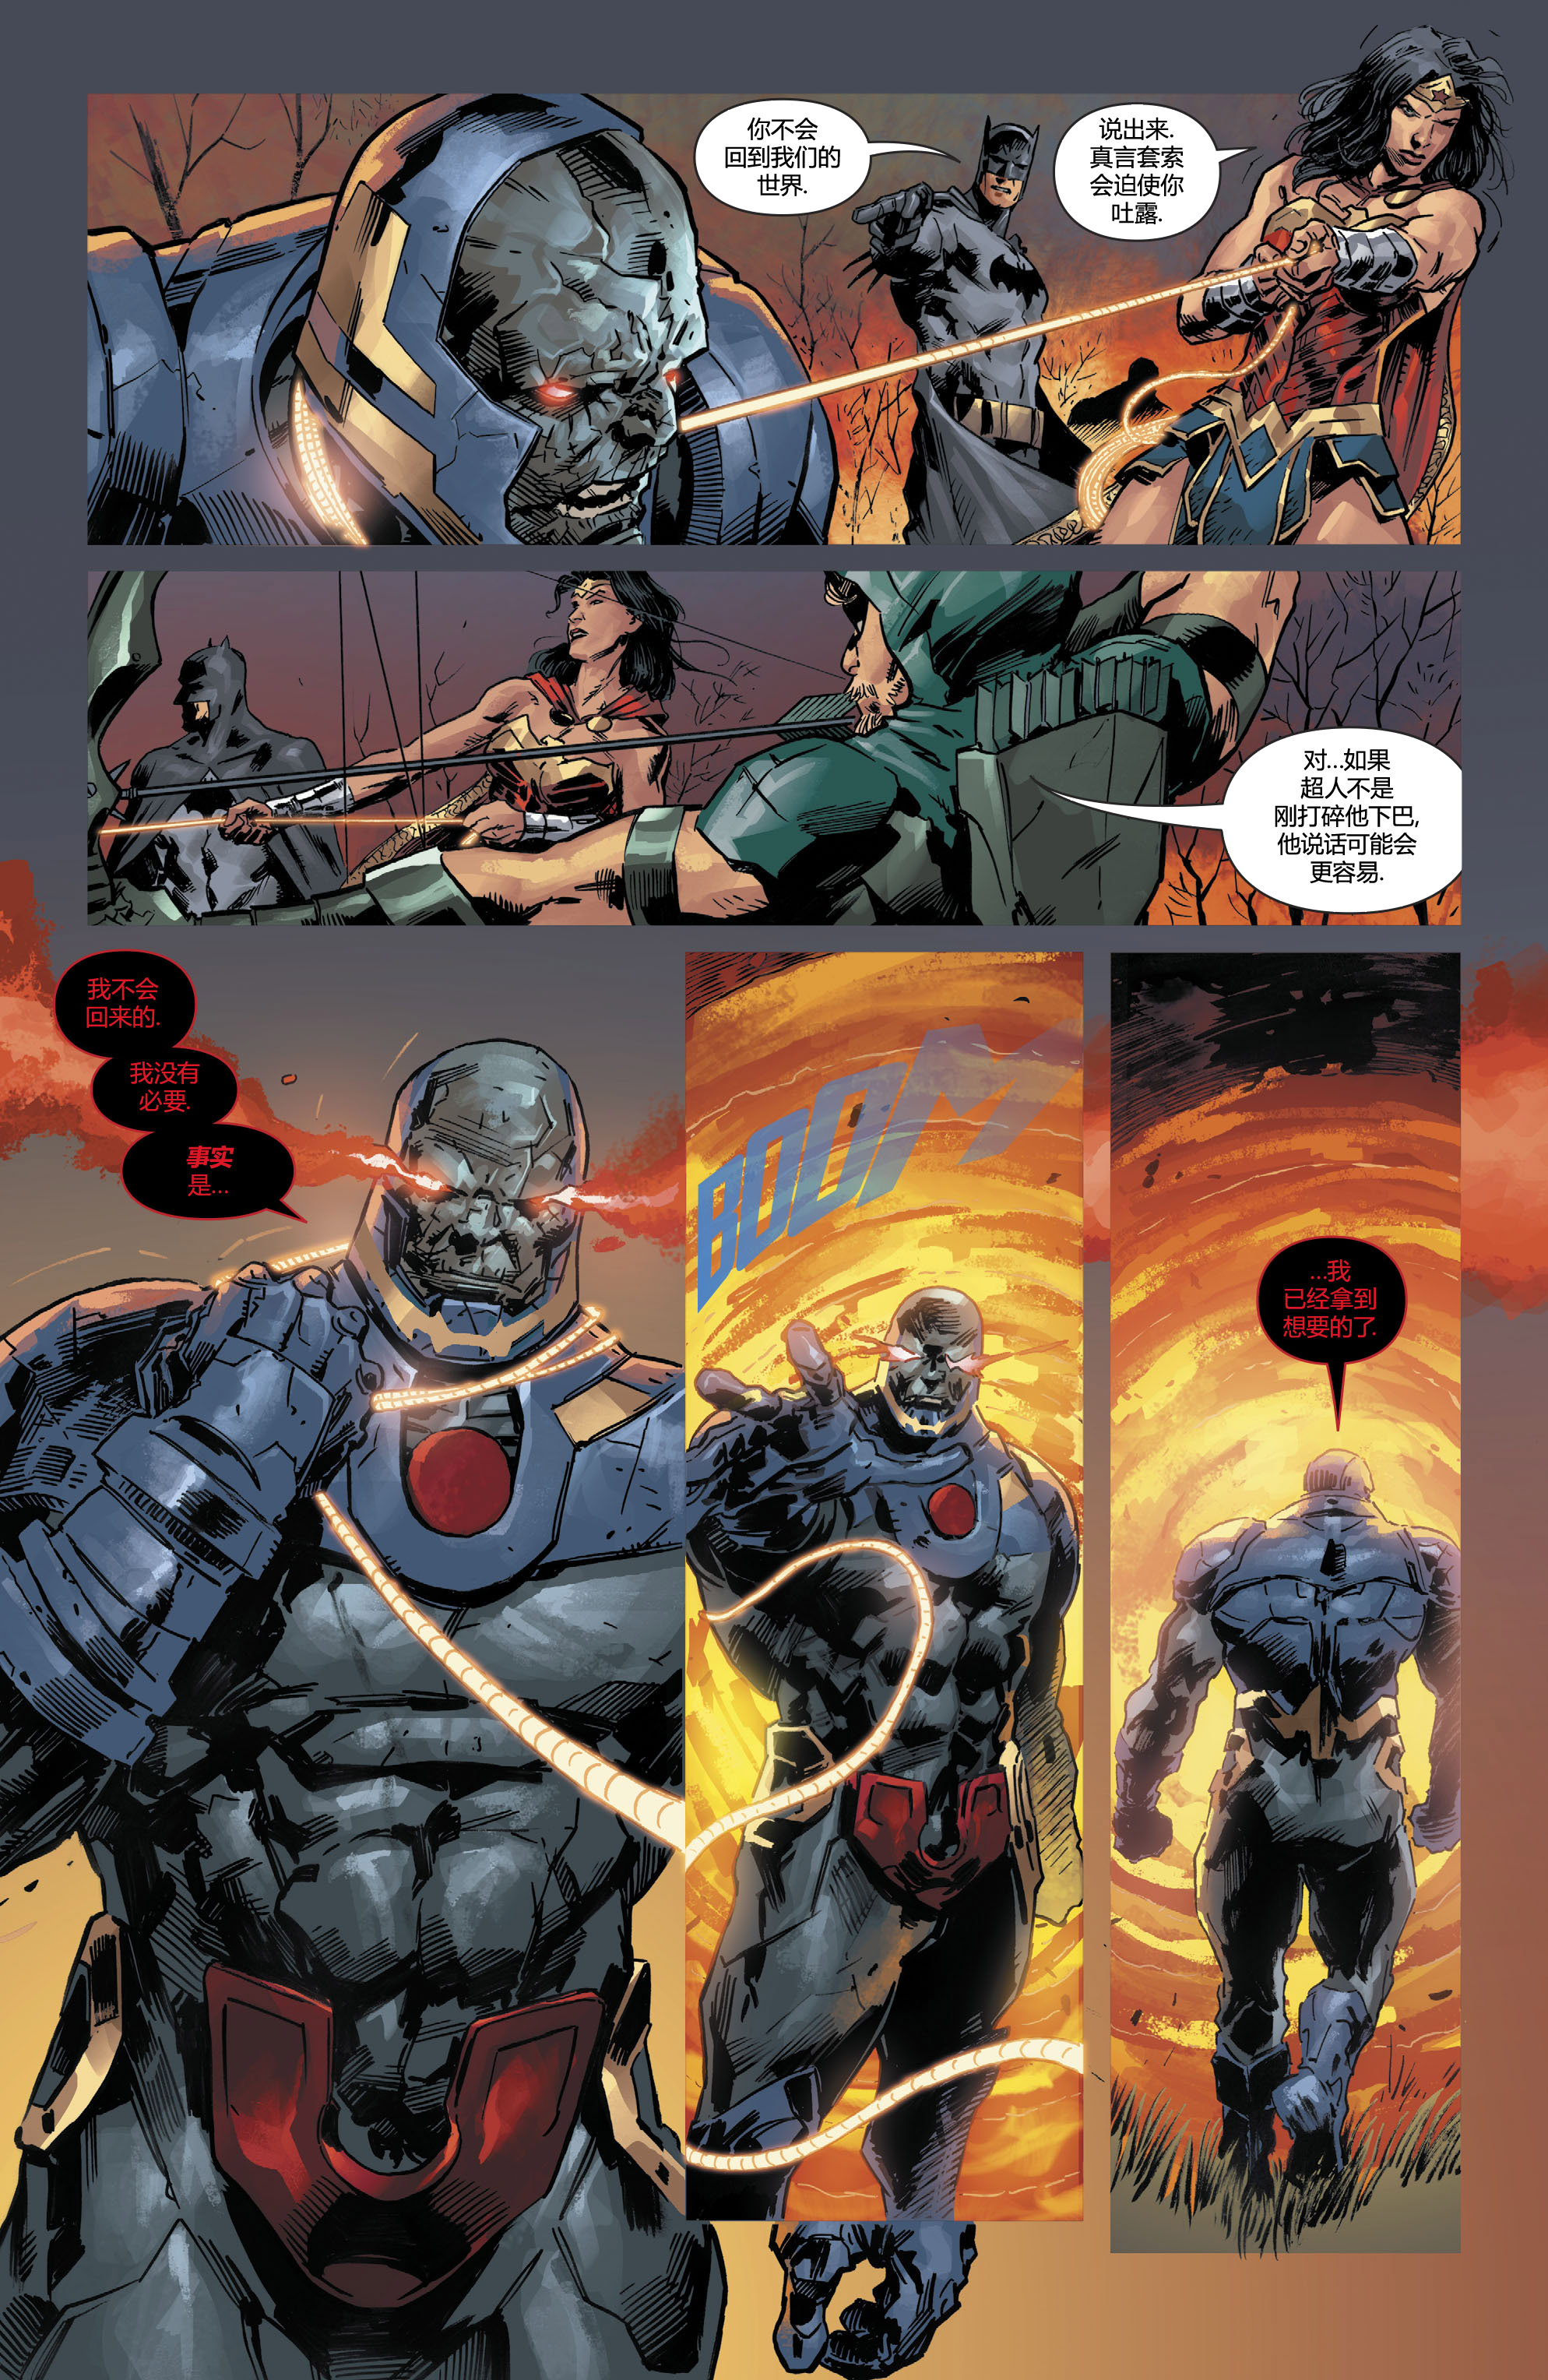 你不会
回到我们的
世界.
说出来.
真言套索
会迫使你
吐露.
对...如果
超人不是
刚打碎他下巴,
他说话可能会
更容易.
我不会
回来的.
我没有
必要.
事实
是...
BOOM
...我
已经拿到
想要的了.